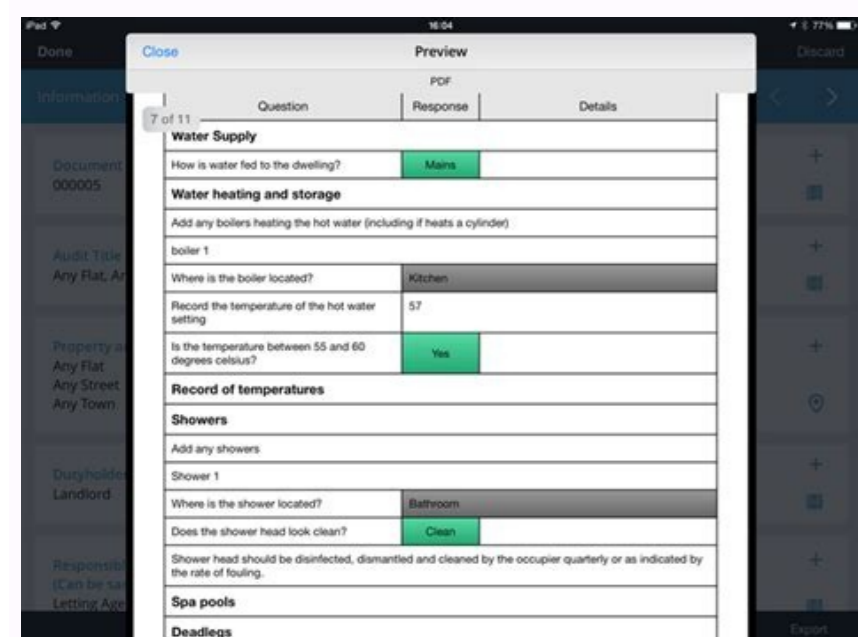 iPad 16:04 77%
Done Close Preview Discard
PDF
Information
Question Response Details
7 of 11
Water Supply
How is water fed to the dwelling? Mains
Water heating and storage
Add any boilers heating the hot water (including if heats a cylinder)
boiler 1
Where is the boiler located? Kitchen
Record the temperature of the hot water
setting
57
Is the temperature between 55 and 60
degrees celsius?
Yes
Record of temperatures
Showers
Add any showers
Shower 1
Where is the shower located? Bathroom
Does the shower head look clean? Clean
Shower head should be disinfected, dismantled and cleaned by the occupier quarterly or as indicated by
the rate of fouling.
Spa pools
Deadlegs
Document
000005
Audit Title
Any Flat, An
Property a
Any Flat
Any Street
Any Town
Dutyholder
Landlord
Responsibl
(Can be sa
Letting Age
Export